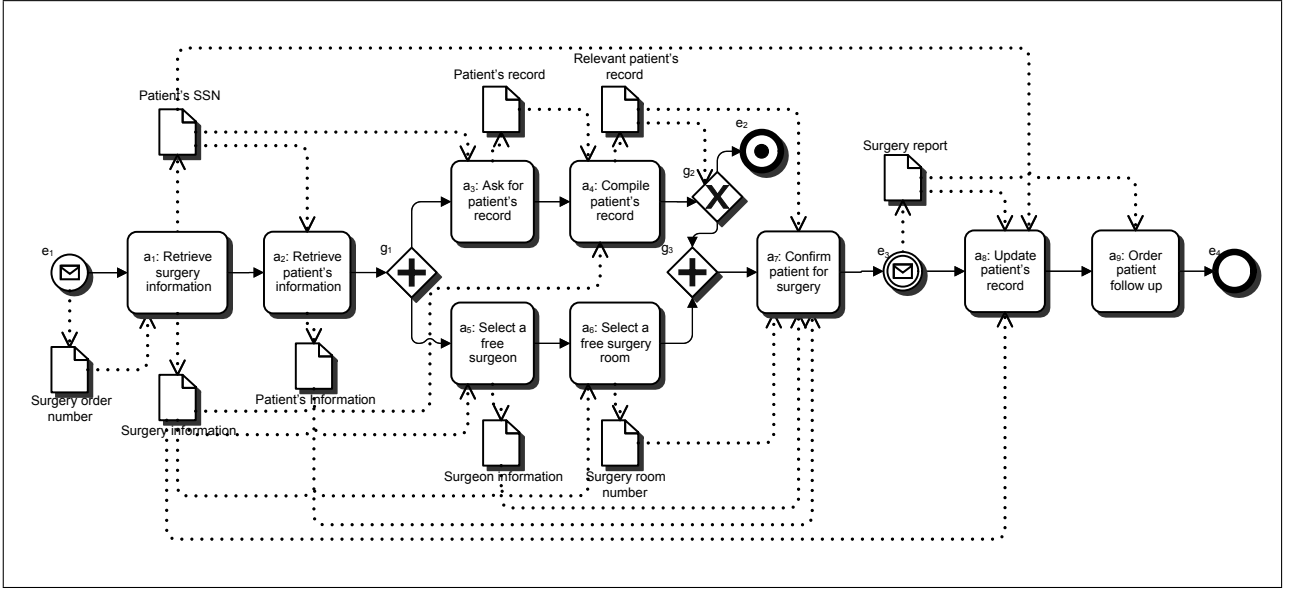 Patient's SSN
Patient's record
Relevant patient's
record
e2
Surgery report
g2
a3: Ask for
patient's
record
a4: Compile
patient's
record
e1
a1: Retrieve
surgery
information
a2: Retrieve
patient's
information
g1
g3
a7: Confirm
patient for
surgery
e3
a8: Update
patient's
record
a9: Order
patient
follow up
e4
a5: Select a
free
surgeon
a6: Select a
free surgery
room
Surgery order
number
Surgery information
Patient's Information
Surgeon information
Surgery room
number